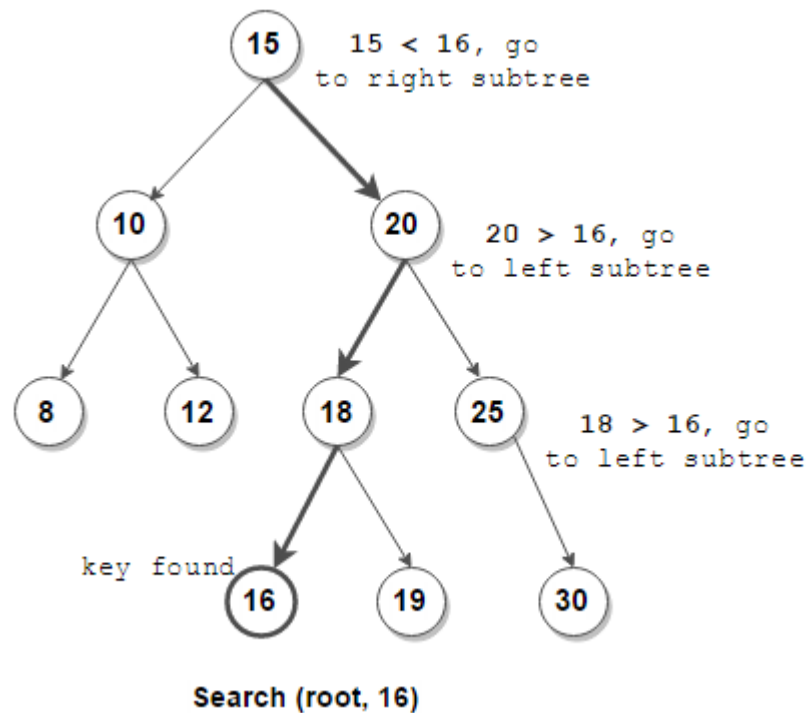 15
15 < 16, go
to right subtree
10
20
20 > 16, go
to left subtree
8
12
18
25
18 > 16, go
to left subtree
key found
16
19
30
Search (root, 16)